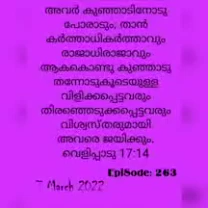 അവർ കുഞ്ഞാടിനോടു
പോരാടും, താൻ
കർത്താധികർത്താവും
രാജാധിരാജാവും
ആകകൊണ്ടു കുഞ്ഞാടു
തന്നോടുകൂടെയുള്ള
വിളിക്കപ്പെട്ടവരും
തിരഞ്ഞെടുക്കപ്പെട്ടവരും
വിശ്വസ്തരുമായി
അവരെ ജയിക്കും.
വെളിപ്പാടു 17:14
Episode: 263
7 March 2022